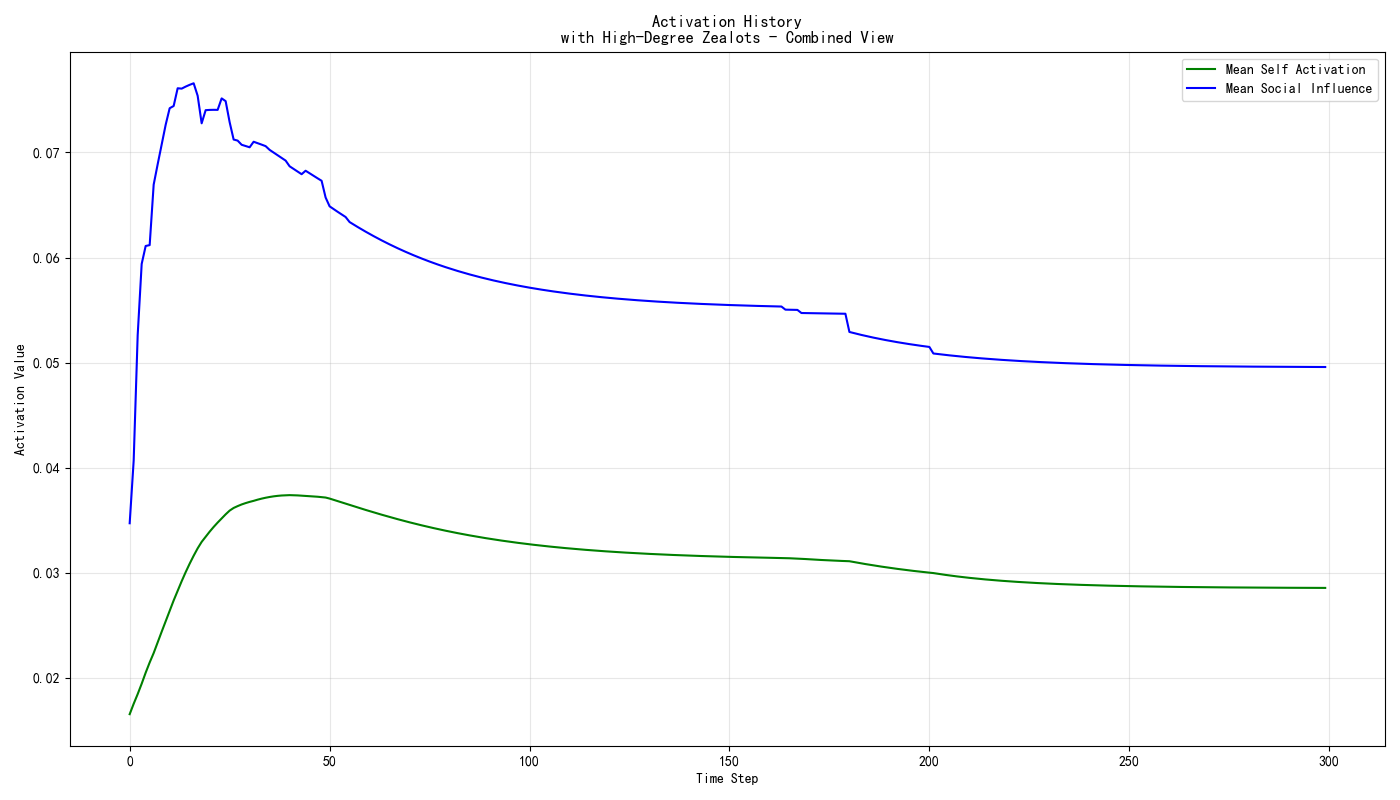 Activation History
with High-Degree Zealots - Combined View
Mean Self Activation
Mean Social Influence
Activation Value
0.07
0.06
0.05
0.04
0.03
0.02
0
50
100
150
200
250
300
Time Step